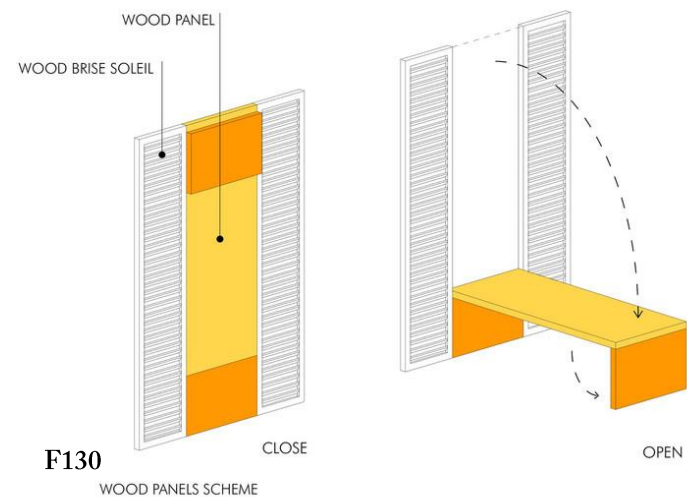 WOOD PANEL
WOOD BRISE SOLEIL
CLOSE
OPEN
F130
WOOD PANELS SCHEME